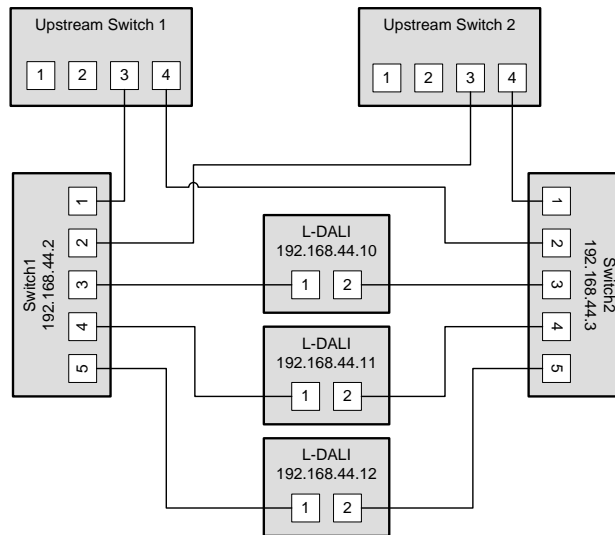 Upstream Switch 1
1 2 3 4
Upstream Switch 2
1 2 3 4
Switch1
192.168.44.2
1
2
3
4
5
L-DALI
192.168.44.10
1 2
L-DALI
192.168.44.11
1 2
L-DALI
192.168.44.12
1 2
Switch2
192.168.44.3
1
2
3
4
5